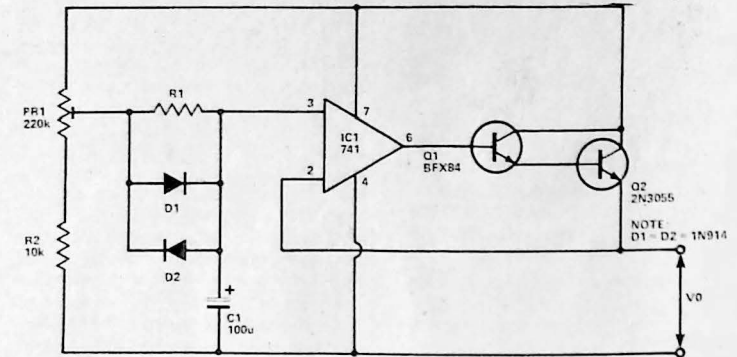 PR1
220k
R1
3
7
IC1
741
6
2
4
Q1
BFX84
Q2
2N3055
D1
R2
10k
D2
NOTE:
D1 = D2 = 1N914
+
C1
100u
V0